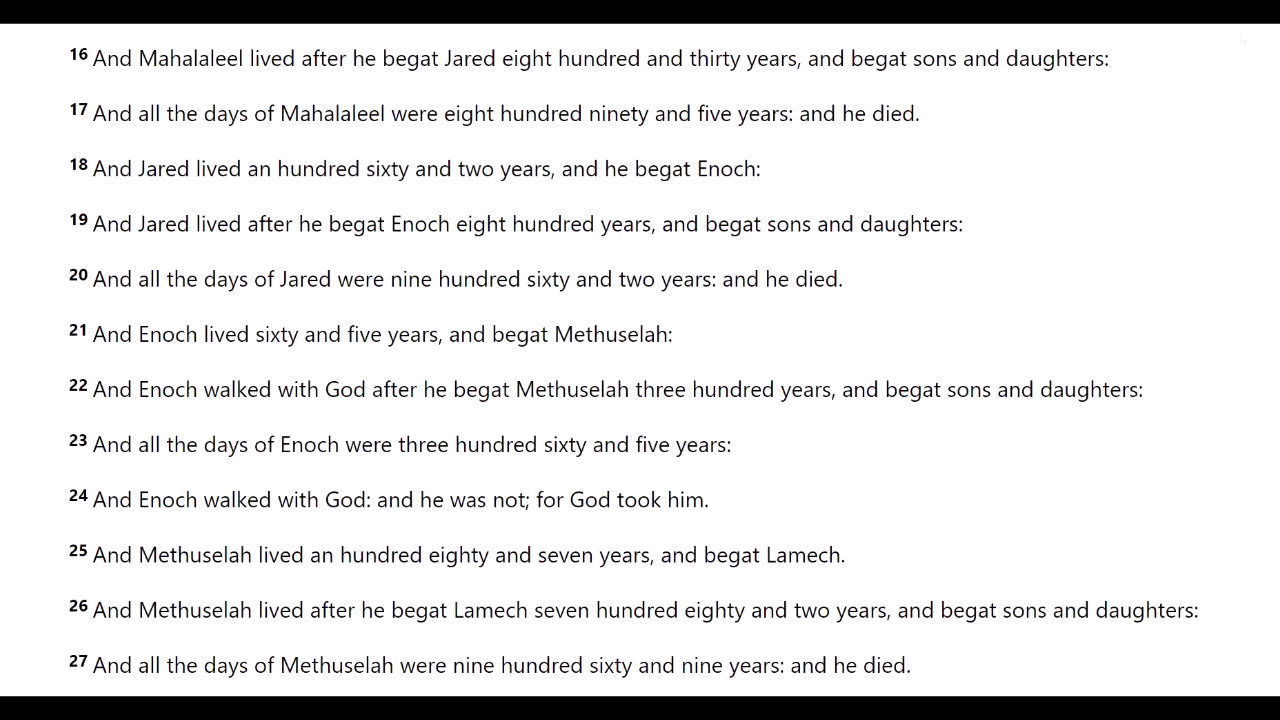 16 And Mahalaleel lived after he begat Jared eight hundred and thirty years, and begat sons and daughters:
17 And all the days of Mahalaleel were eight hundred ninety and five years: and he died.
18 And Jared lived an hundred sixty and two years, and he begat Enoch:
19 And Jared lived after he begat Enoch eight hundred years, and begat sons and daughters:
20 And all the days of Jared were nine hundred sixty and two years: and he died.
21 And Enoch lived sixty and five years, and begat Methuselah:
22 And Enoch walked with God after he begat Methuselah three hundred years, and begat sons and daughters:
23 And all the days of Enoch were three hundred sixty and five years:
24 And Enoch walked with God: and he was not; for God took him.
25 And Methuselah lived an hundred eighty and seven years, and begat Lamech.
26 And Methuselah lived after he begat Lamech seven hundred eighty and two years, and begat sons and daughters:
27 And all the days of Methuselah were nine hundred sixty and nine years: and he died.